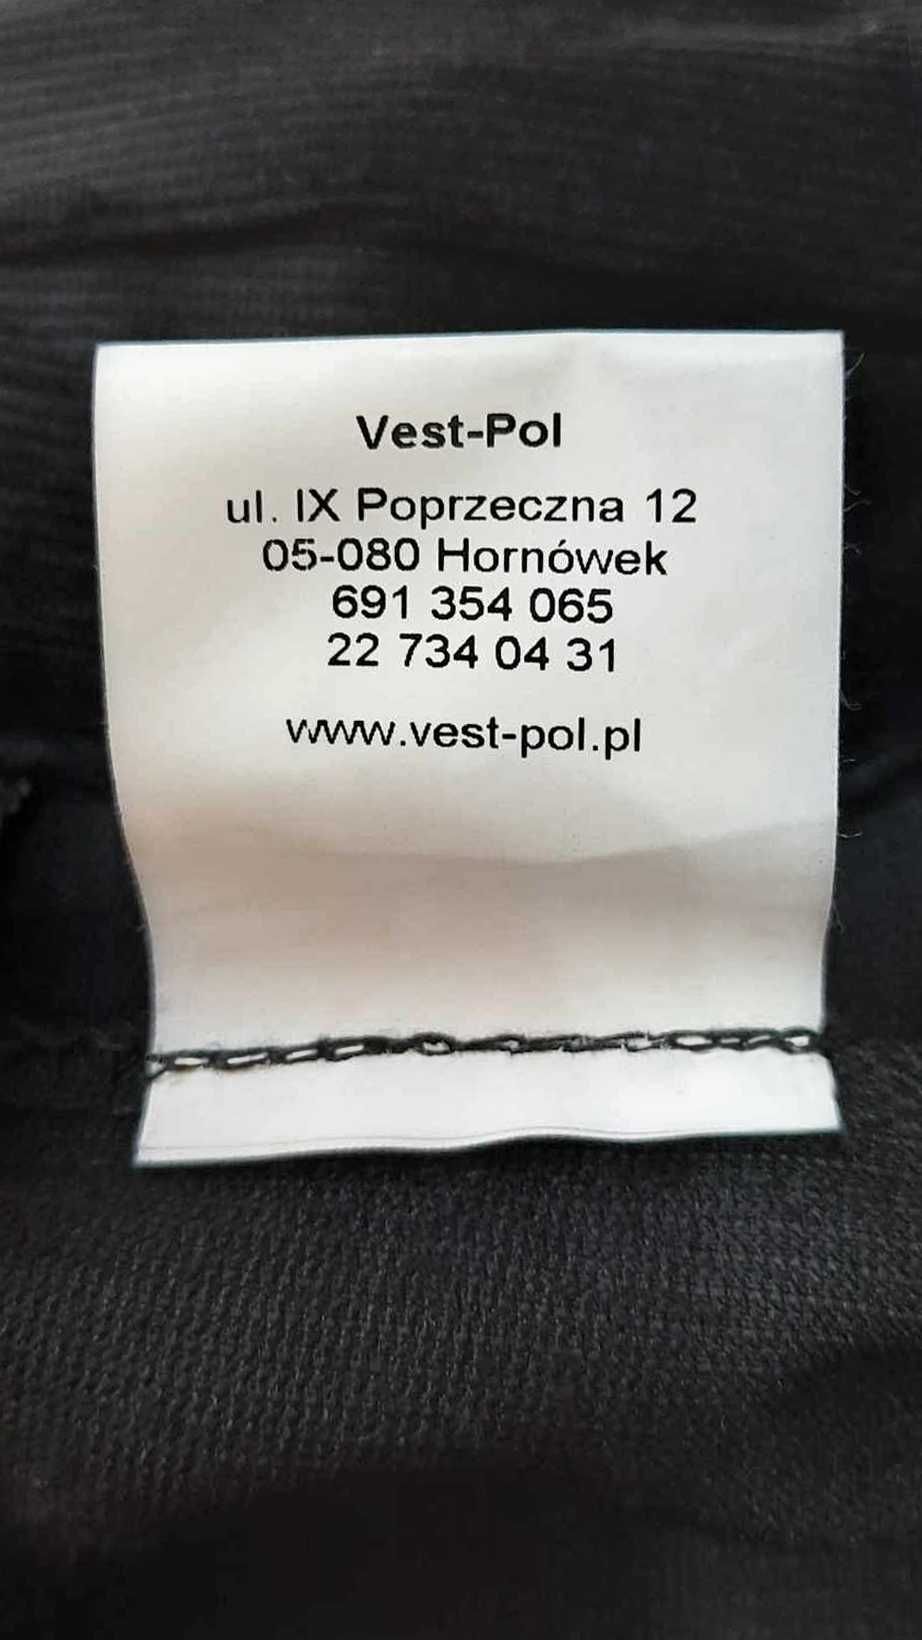 Vest-Pol
ul. IX Poprzeczna 12
05-080 Hornówek
691 354 065
22 734 04 31
www.vest-pol.pl